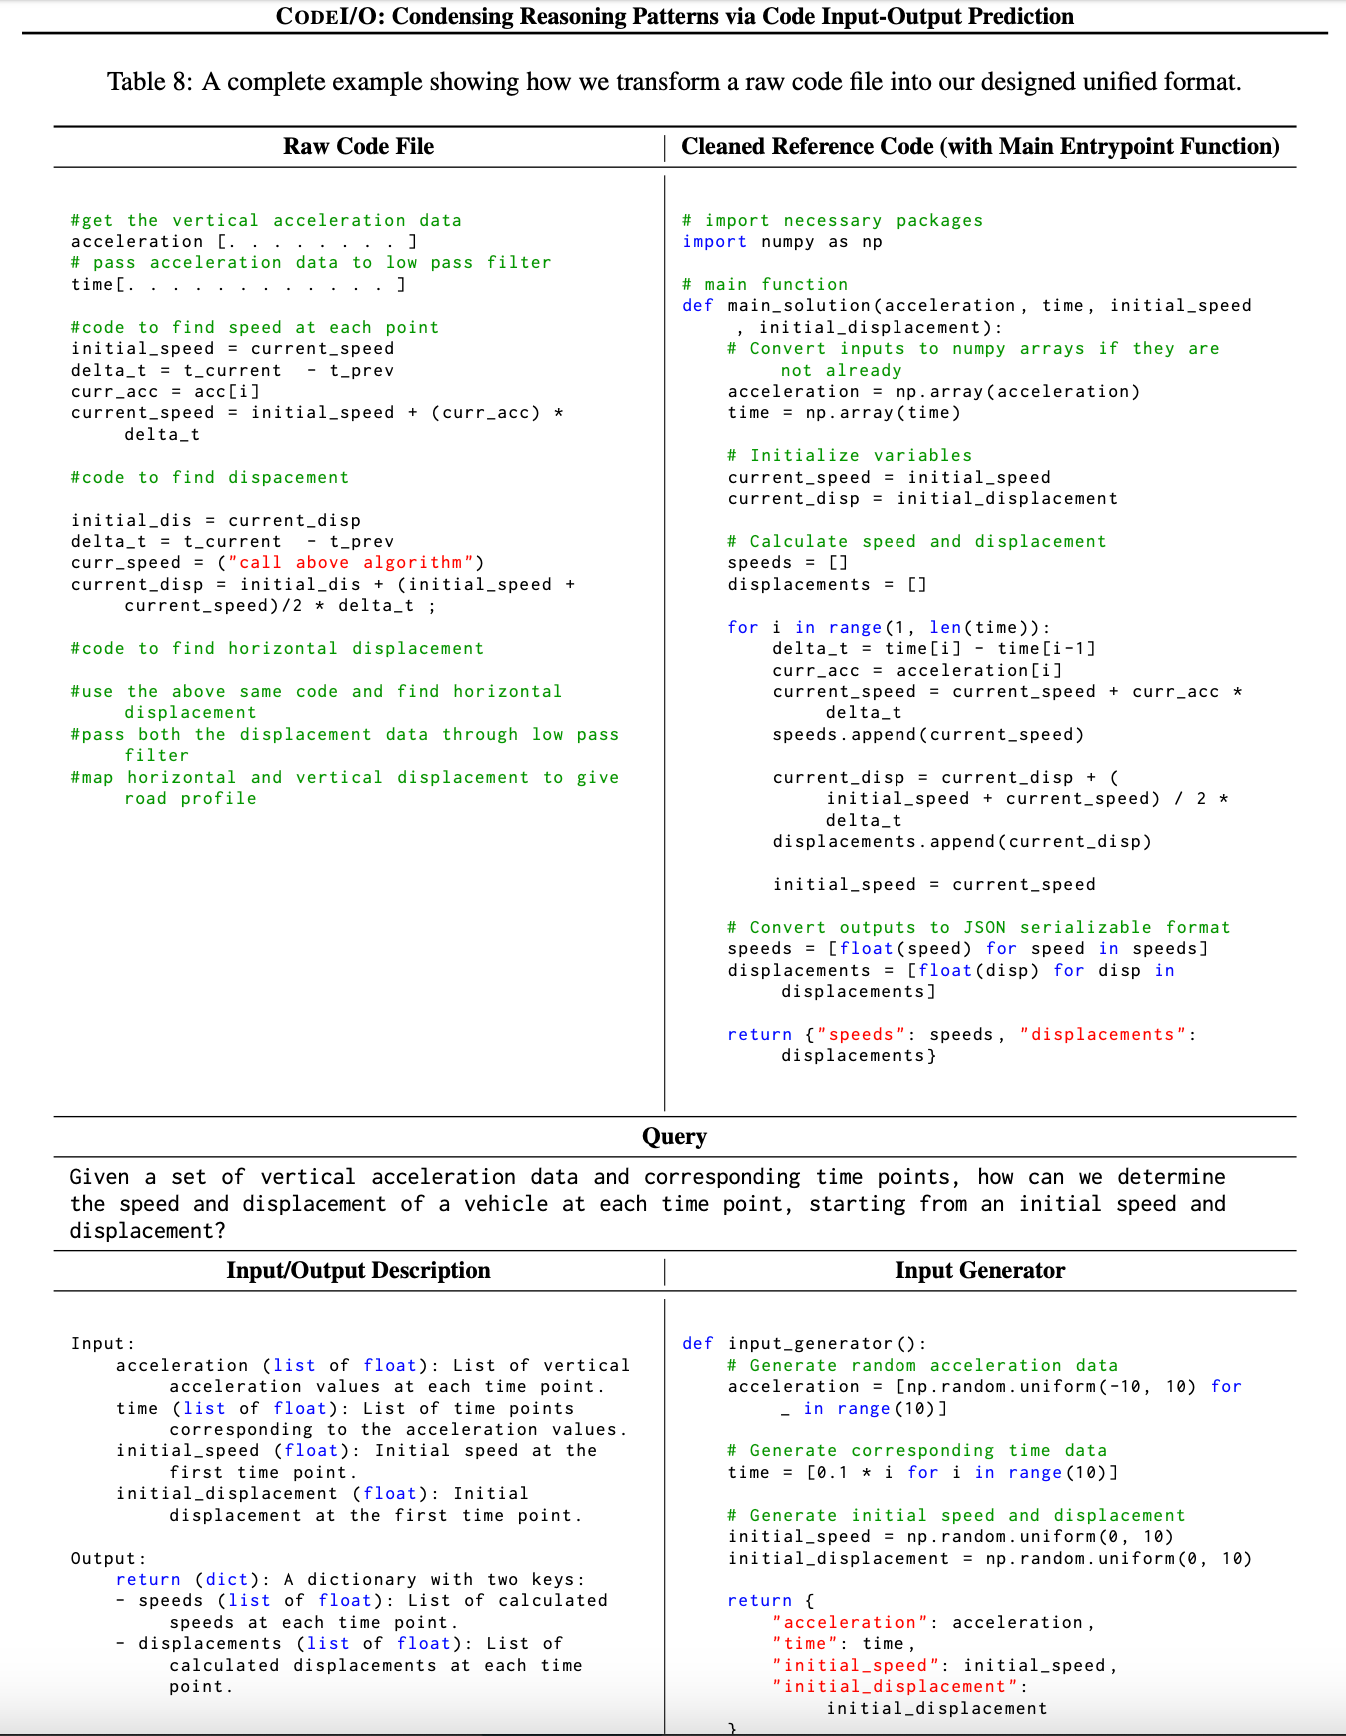 CODEI/O: Condensing Reasoning Patterns via Code Input-Output Prediction
Table 8: A complete example showing how we transform a raw code file into our designed unified format.
Raw Code File
#get the vertical acceleration data
acceleration [. . . . . . . . ]
# pass acceleration data to low pass filter
time[. . . . . . . . . . . . ]
#code to find speed at each point
initial_speed = current_speed
delta_t = t_current  - t_prev
curr_acc = acc[i]
current_speed = initial_speed + (curr_acc) *
delta_t
#code to find dispacement
initial_dis = current_disp
delta_t = t_current  - t_prev
curr_speed = ("call above algorithm")
current_disp = initial_dis + (initial_speed +
current_speed)/2 * delta_t ;
#code to find horizontal displacement
#use the above same code and find horizontal
displacement
#pass both the displacement data through low pass
filter
#map horizontal and vertical displacement to give
road profile
Cleaned Reference Code (with Main Entrypoint Function)
# import necessary packages
import numpy as np
# main function
def main_solution(acceleration, time, initial_speed
, initial_displacement):
# Convert inputs to numpy arrays if they are
not already
acceleration = np.array(acceleration)
time = np.array(time)
# Initialize variables
current_speed = initial_speed
current_disp = initial_displacement
# Calculate speed and displacement
speeds = []
displacements = []
for i in range(1, len(time)):
delta_t = time[i] - time[i-1]
curr_acc = acceleration[i]
current_speed = current_speed + curr_acc *
delta_t
speeds.append(current_speed)
current_disp = current_disp + (
initial_speed + current_speed) / 2 *
delta_t
displacements.append(current_disp)
initial_speed = current_speed
# Convert outputs to JSON serializable format
speeds = [float(speed) for speed in speeds]
displacements = [float(disp) for disp in
displacements]
return {"speeds": speeds, "displacements":
displacements}
Query
Given a set of vertical acceleration data and corresponding time points, how can we determine
the speed and displacement of a vehicle at each time point, starting from an initial speed and
displacement?
Input/Output Description
Input:
acceleration (list of float): List of vertical
acceleration values at each time point.
time (list of float): List of time points
corresponding to the acceleration values.
initial_speed (float): Initial speed at the
first time point.
initial_displacement (float): Initial
displacement at the first time point.
Output:
return (dict): A dictionary with two keys:
- speeds (list of float): List of calculated
speeds at each time point.
- displacements (list of float): List of
calculated displacements at each time
point.
Input Generator
def input_generator():
# Generate random acceleration data
acceleration = [np.random.uniform(-10, 10) for
_ in range(10)]
# Generate corresponding time data
time = [0.1 * i for i in range(10)]
# Generate initial speed and displacement
initial_speed = np.random.uniform(0, 10)
initial_displacement = np.random.uniform(0, 10)
return {
"acceleration": acceleration,
"time": time,
"initial_speed": initial_speed,
"initial_displacement":
initial_displacement
}